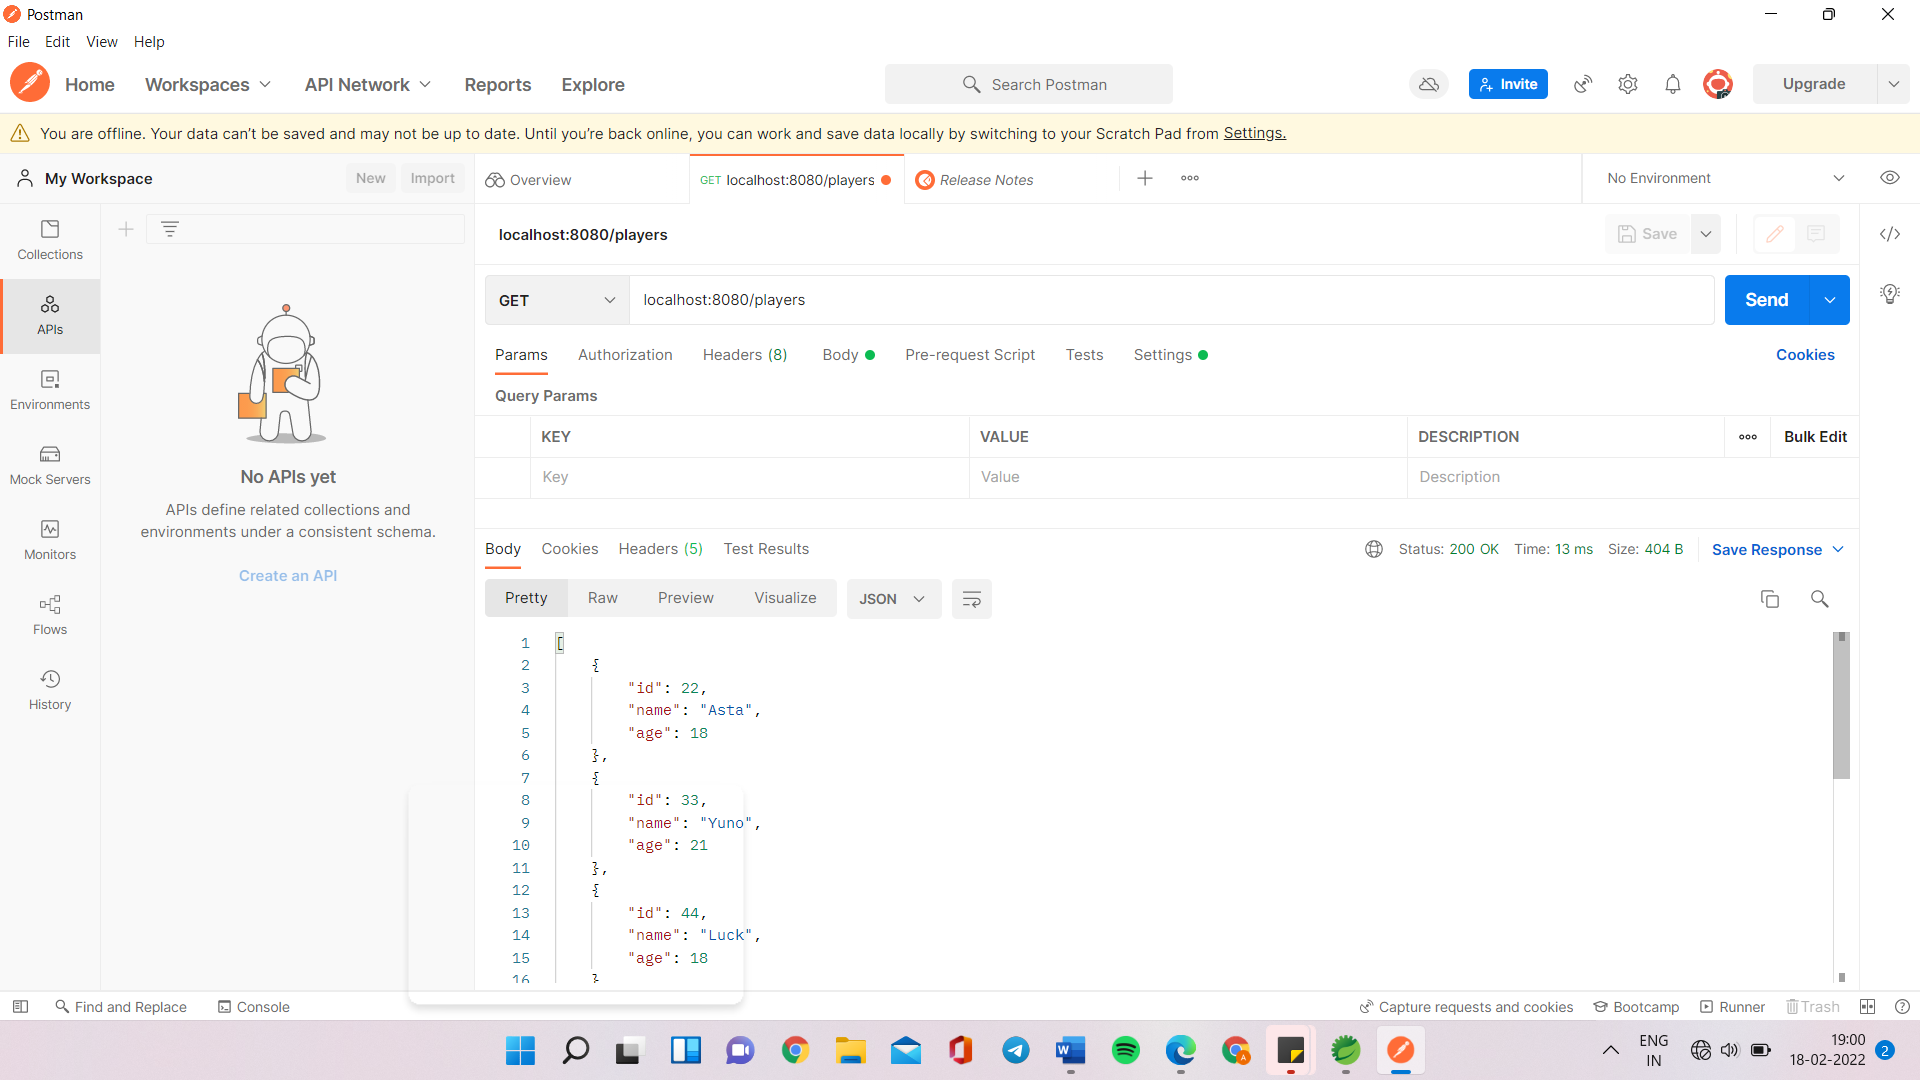 Postman
File Edit View Help
Home Workspaces API Network Reports Explore Search Postman Invite Upgrade
You are offline. Your data can't be saved and may not be up to date. Until you're back online, you can work and save data locally by switching to your Scratch Pad from Settings.
My Workspace New Import Overview GET localhost:8080/players Release Notes No Environment
localhost:8080/players Save
Collections
GET localhost:8080/players Send
APIs
Params Authorization Headers (8) Body Pre-request Script Tests Settings Cookies
Query Params
Environments
KEY VALUE DESCRIPTION Bulk Edit
Key Value Description
Mock Servers
No APIs yet
APIs define related collections and
environments under a consistent schema.
Create an API
Monitors
Flows
History
Body Cookies Headers (5) Test Results Status: 200 OK Time: 13 ms Size: 404 B Save Response
Pretty Raw Preview Visualize JSON
1 [
2 {
3 "id": 22,
4 "name": "Asta",
5 "age": 18
6 },
7 {
8 "id": 33,
9 "name": "Yuno",
10 "age": 21
11 },
12 {
13 "id": 44,
14 "name": "Luck",
15 "age": 18
16 }
Find and Replace Console Capture requests and cookies Bootcamp Runner Trash
ENG
IN
19:00
18-02-2022
2